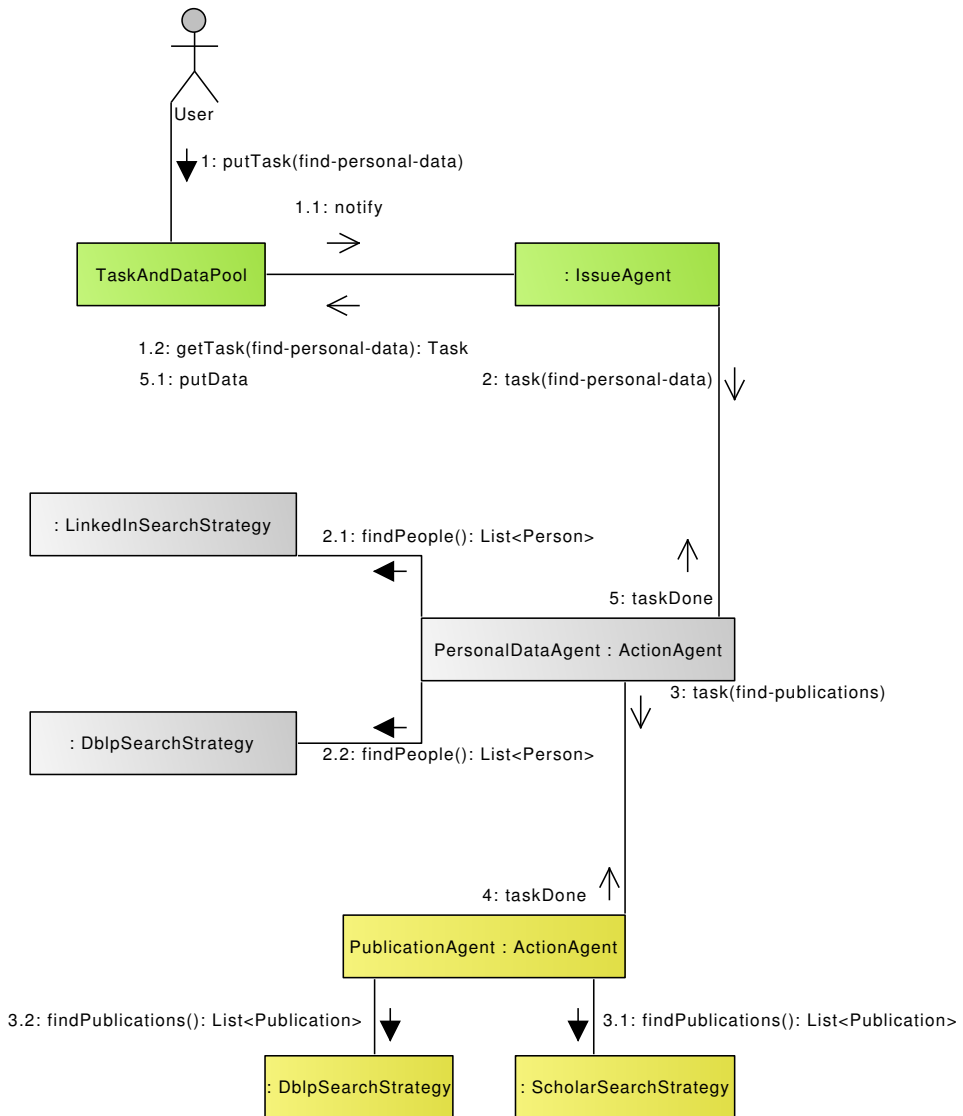 User
1: putTask(find-personal-data)
1.1: notify
TaskAndDataPool
: IssueAgent
1.2: getTask(find-personal-data): Task
5.1: putData
2: task(find-personal-data)
: LinkedInSearchStrategy
2.1: findPeople(): List<Person>
5: taskDone
PersonalDataAgent : ActionAgent
3: task(find-publications)
: DblpSearchStrategy
2.2: findPeople(): List<Person>
4: taskDone
PublicationAgent : ActionAgent
3.2: findPublications(): List<Publication>
3.1: findPublications(): List<Publication>
: DblpSearchStrategy
: ScholarSearchStrategy